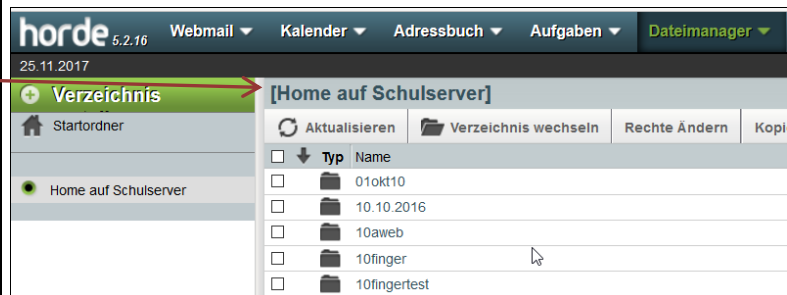 horde 5.2.16 Webmail Kalender Adressbuch Aufgaben Dateimanager
25.11.2017
Verzeichnis
Startordner
Home auf Schulserver
[Home auf Schulserver]
Aktualisieren Verzeichnis wechseln Rechte Ändern Kopi
Typ Name
01okt10
10.10.2016
10aweb
10finger
10fingertest